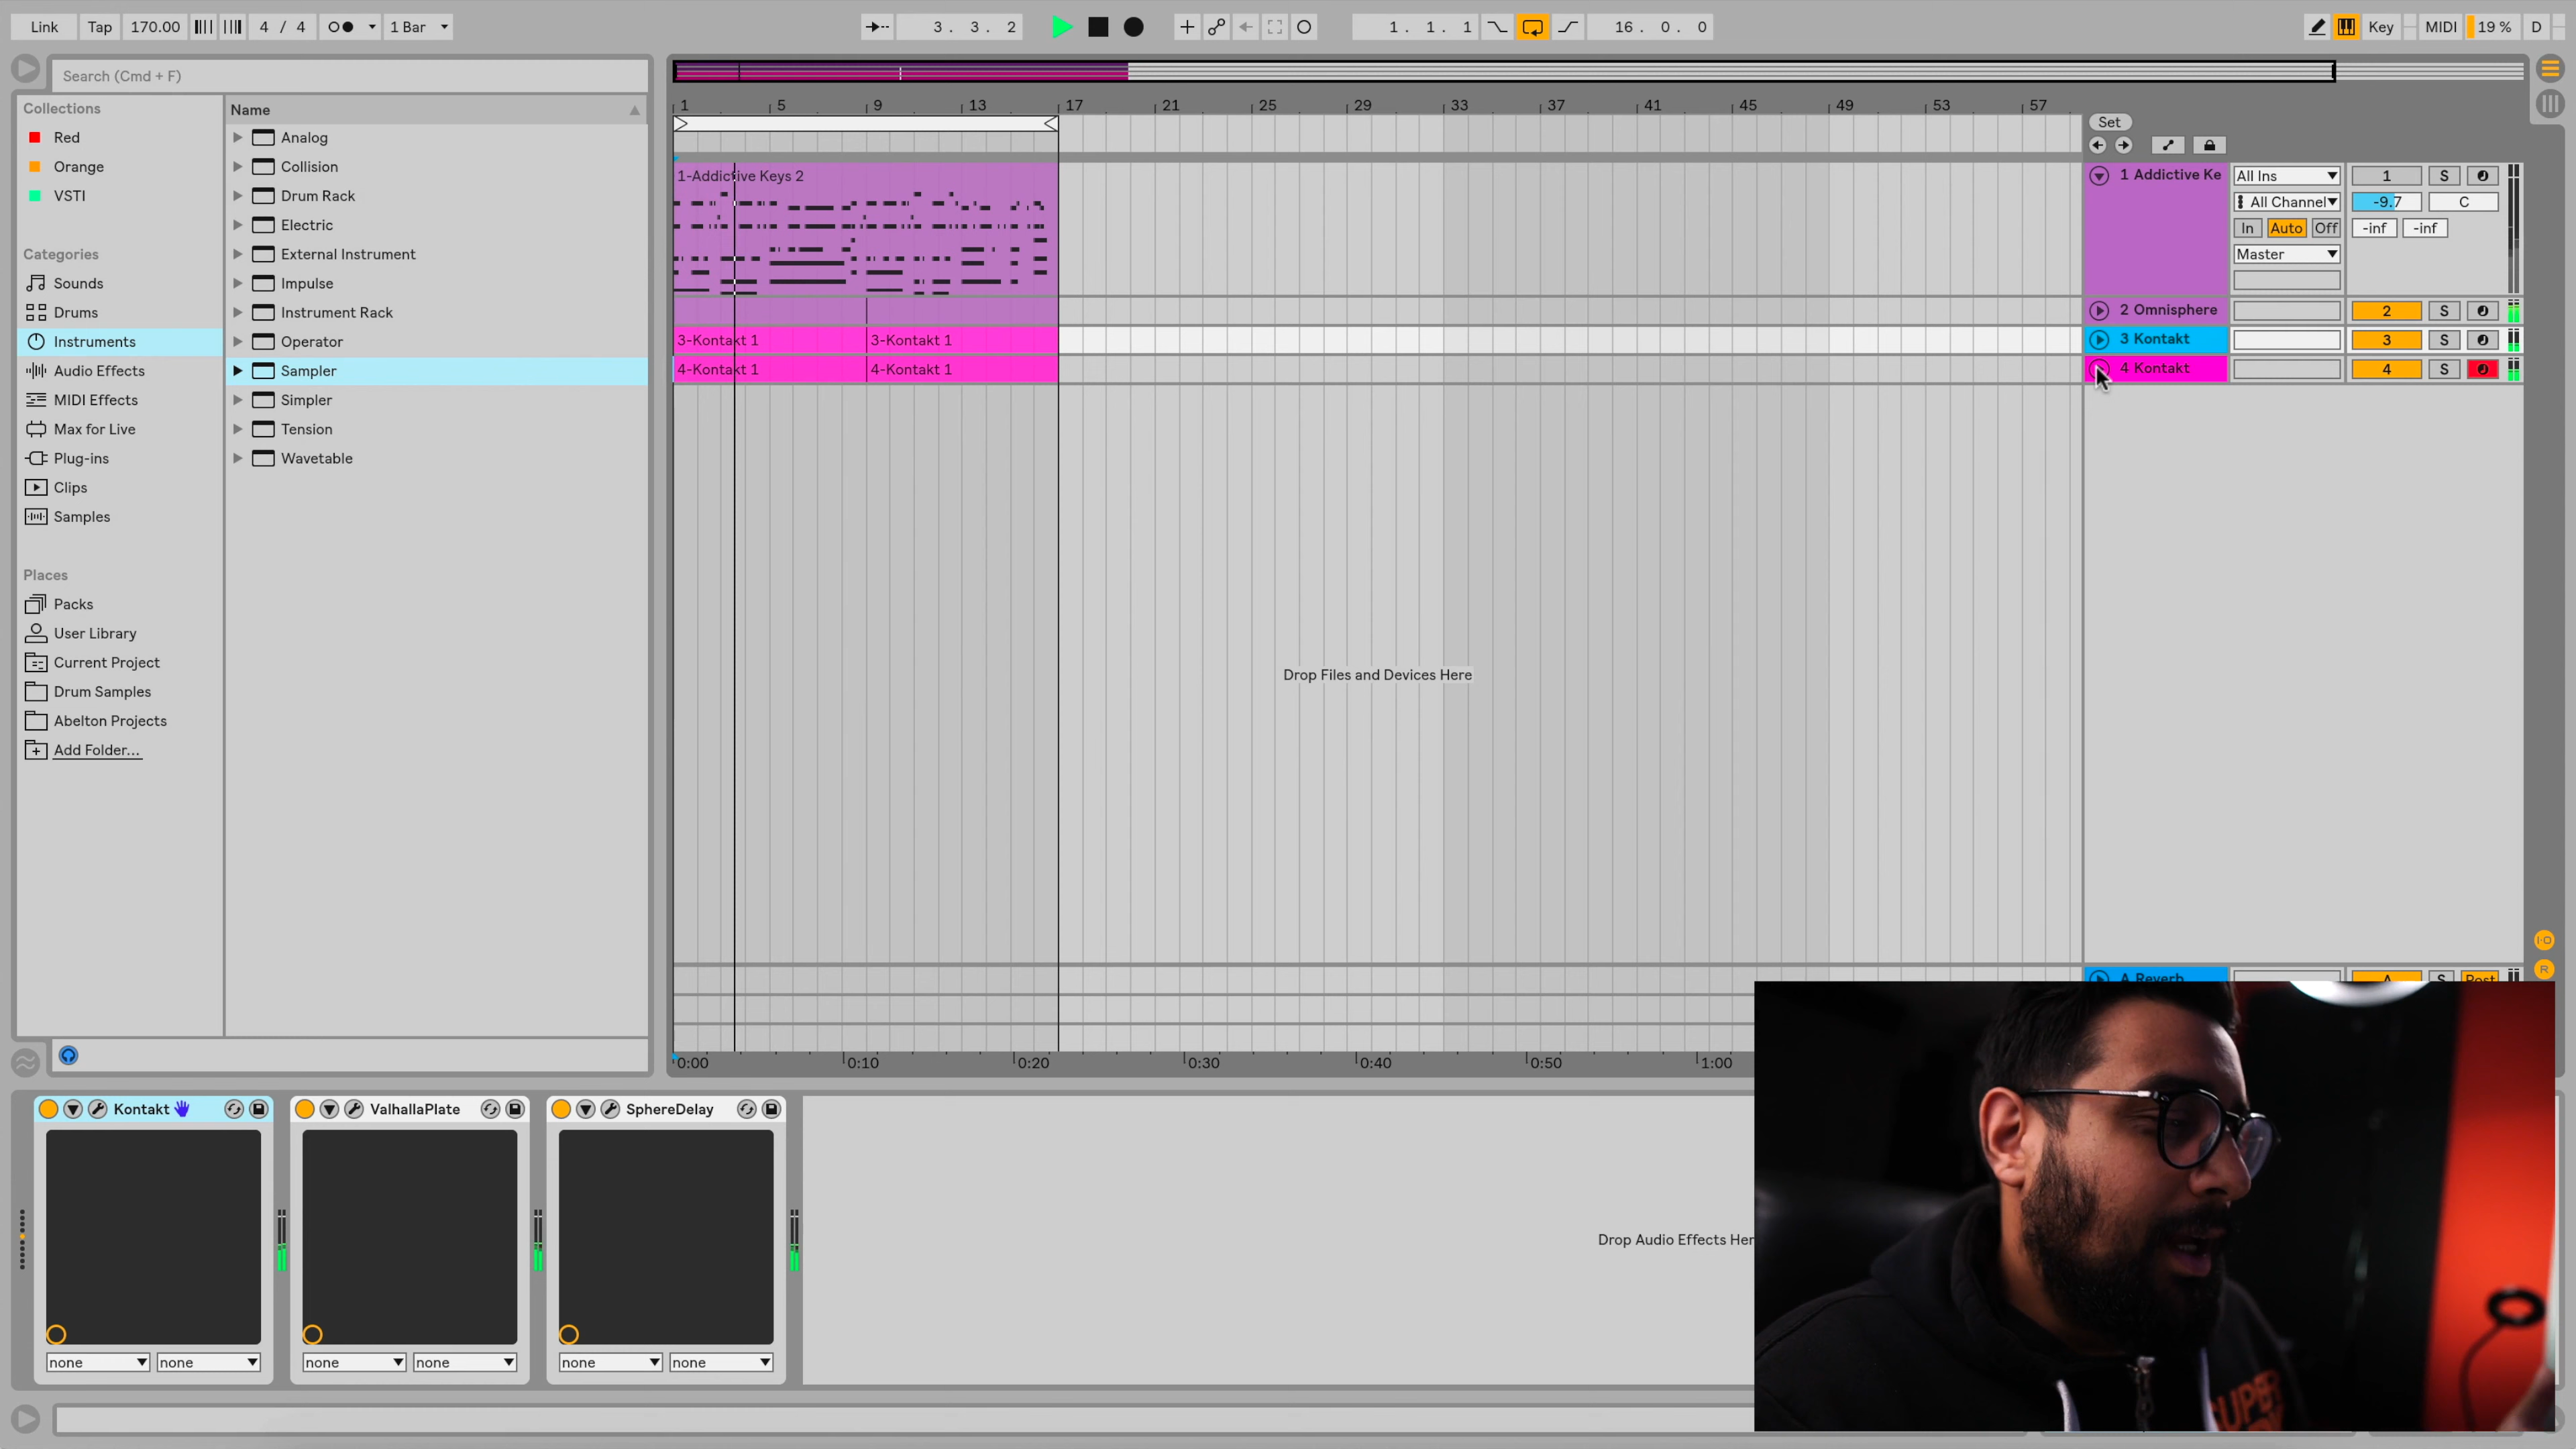 Link Tap 170.00 4 / 4 1 Bar 3. 3. 2 1. 1. 1 16. 0. 0 Key MIDI 19 % D
Search (Cmd + F)
Collections
Red
Orange
VSTI
Categories
Sounds
Drums
Instruments
Audio Effects
MIDI Effects
Max for Live
Plug-ins
Clips
Samples
Places
Packs
User Library
Current Project
Drum Samples
Abelton Projects
Add Folder...
Name
Analog
Collision
Drum Rack
Electric
External Instrument
Impulse
Instrument Rack
Operator
Sampler
Simpler
Tension
Wavetable
1 5 9 13 17 21 25 29 33 37 41 45 49 53 57
Set
1-Addictive Keys 2
1 Addictive Ke All Ins 1 S
All Channel -9.7 C
In Auto Off -inf -inf
Master
2 Omnisphere 2 S
3-Kontakt 1 3-Kontakt 1 3 Kontakt 3 S
4-Kontakt 1 4-Kontakt 1 4 Kontakt 4 S
Drop Files and Devices Here
I-O
R
A Reverb A S Post
0:00 0:10 0:20 0:30 0:40 0:50 1:00
Kontakt ValhallaPlate SphereDelay
Drop Audio Effects Her
none none none none none none
SUPER